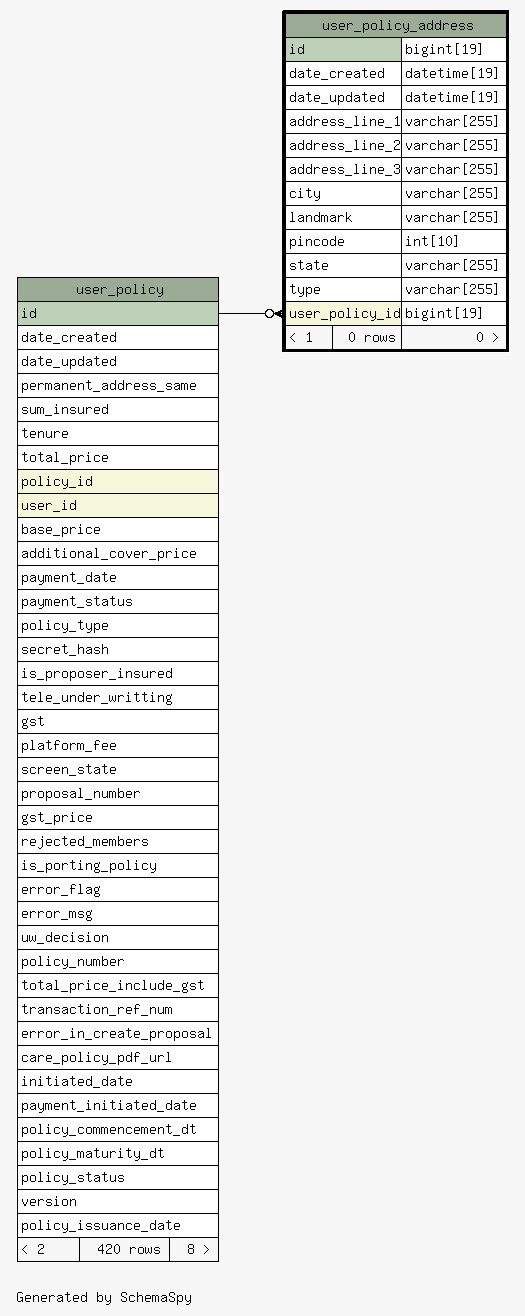 user_policy_address
id bigint[19]
date_created datetime[19]
date_updated datetime[19]
address_line_1 varchar[255]
address_line_2 varchar[255]
address_line_3 varchar[255]
city varchar[255]
landmark varchar[255]
pincode int[10]
state varchar[255]
type varchar[255]
user_policy_id bigint[19]
< 1 0 rows 0 >
user_policy
id
date_created
date_updated
permanent_address_same
sum_insured
tenure
total_price
policy_id
user_id
base_price
additional_cover_price
payment_date
payment_status
policy_type
secret_hash
is_proposer_insured
tele_under_writting
gst
platform_fee
screen_state
proposal_number
gst_price
rejected_members
is_porting_policy
error_flag
error_msg
uw_decision
policy_number
total_price_include_gst
transaction_ref_num
error_in_create_proposal
care_policy_pdf_url
initiated_date
payment_initiated_date
policy_commencement_dt
policy_maturity_dt
policy_status
version
policy_issuance_date
< 2 420 rows 8 >
Generated by SchemaSpy